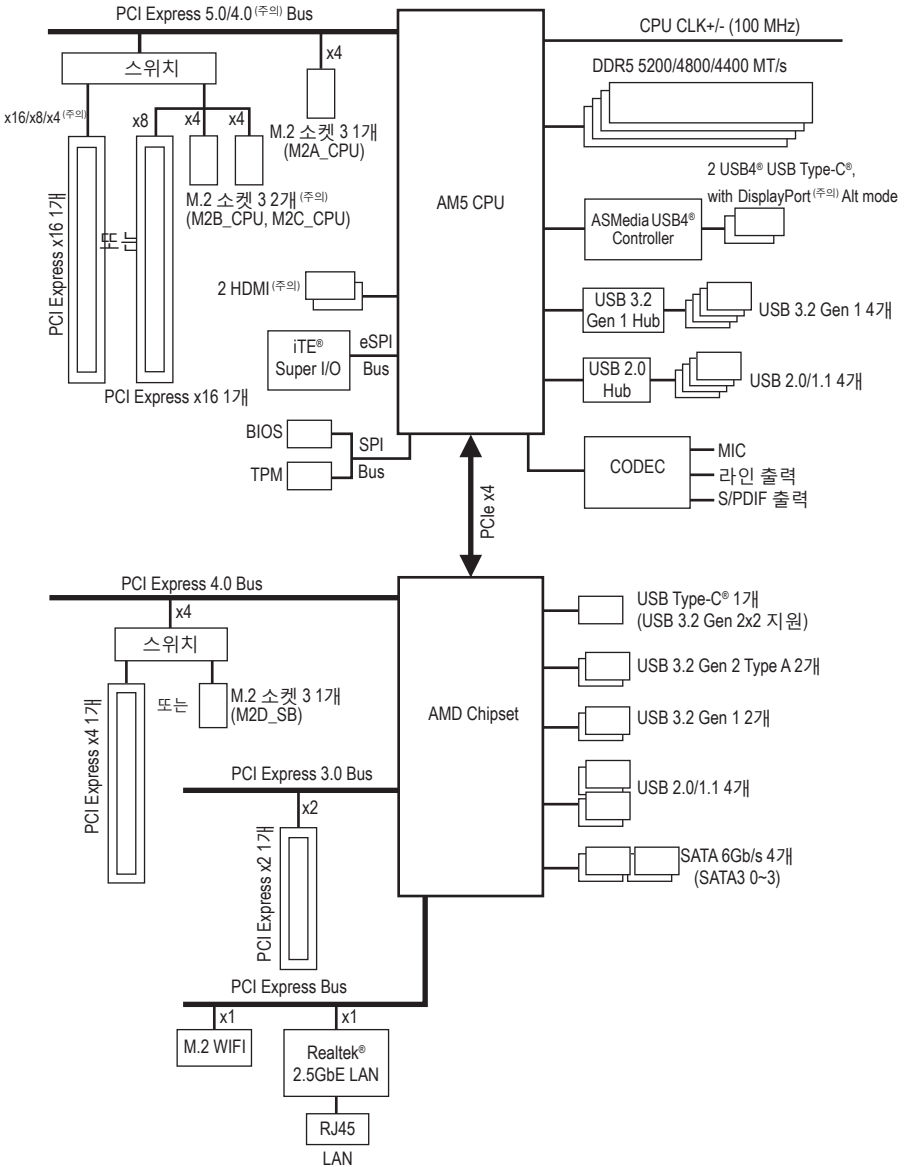 PCI Express 5.0/4.0 (주의) Bus
CPU CLK+/- (100 MHz)
x4
스위치
DDR5 5200/4800/4400 MT/s
x16/x8/x4 (주의)
x8
x4
x4
M.2 소켓 3 1개
(M2A_CPU)
2 USB4® USB Type-C®,
with DisplayPort (주의) Alt mode
M.2 소켓 3 2개 (주의)
(M2B_CPU, M2C_CPU)
AM5 CPU
ASMedia USB4®
Controller
PCI Express x16 1개
또는
2 HDMI (주의)
USB 3.2
Gen 1 Hub
USB 3.2 Gen 1 4개
iTE®
Super I/O
eSPI
Bus
USB 2.0
Hub
USB 2.0/1.1 4개
PCI Express x16 1개
BIOS
TPM
SPI
Bus
CODEC
MIC
라인 출력
S/PDIF 출력
PCIe x4
PCI Express 4.0 Bus
x4
스위치
USB Type-C® 1개
(USB 3.2 Gen 2x2 지원)
USB 3.2 Gen 2 Type A 2개
PCI Express x4 1개
또는
M.2 소켓 3 1개
(M2D_SB)
AMD Chipset
USB 3.2 Gen 1 2개
PCI Express 3.0 Bus
USB 2.0/1.1 4개
x2
PCI Express x2 1개
SATA 6Gb/s 4개
(SATA3 0~3)
PCI Express Bus
x1
x1
M.2 WIFI
Realtek®
2.5GbE LAN
RJ45
LAN